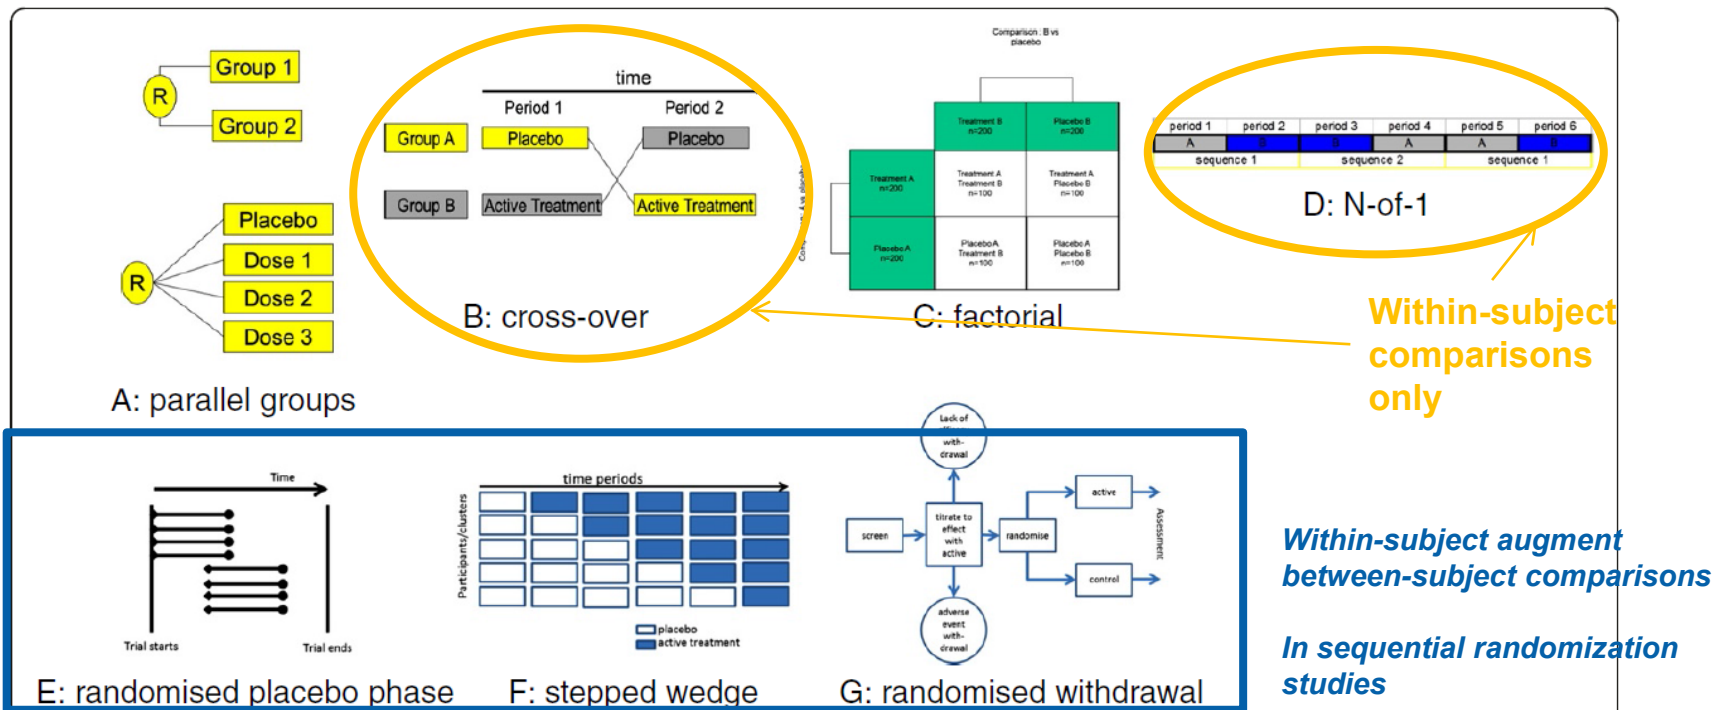 Group 1
R
Group 2
Placebo
Dose 1
R
Dose 2
Dose 3
A: parallel groups
time
Period 1 Period 2
Group A Placebo Placebo
Group B Active Treatment Active Treatment
B: cross-over
Comparison: B vs
placebo
Treatment B
n=200
Placebo B
n=200
Treatment A
n=200
Treatment A
Treatment B
n=100
Treatment A
Placebo B
n=100
Placebo A
n=200
Placebo A
Treatment B
n=100
Placebo A
Placebo B
n=100
C: factorial
period 1 period 2 period 3 period 4 period 5 period 6
A B B A A B
sequence 1 sequence 2 sequence 1
D: N-of-1
Within-subject
comparisons
only
Time
Trial starts Trial ends
E: randomised placebo phase
time periods
Participants/clusters
placebo
active treatment
F: stepped wedge
Lack of
with-
drawal
screen
titrate to
effect
with
active
randomise
active
control
Assessment
adverse
event
with-
drawal
G: randomised withdrawal
Within-subject augment
between-subject comparisons
In sequential randomization
studies